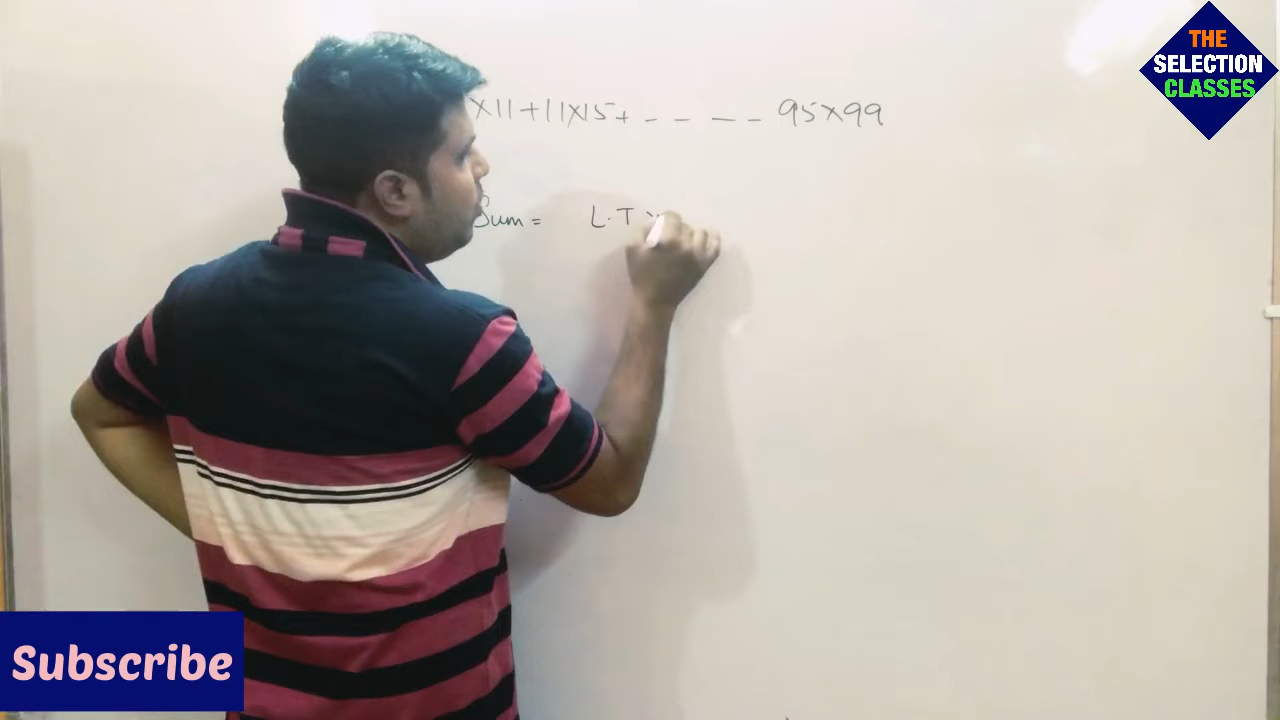 ×11+11×15+ - - - - 95×99
Sum = L.T ×
THE
SELECTION
CLASSES
Subscribe